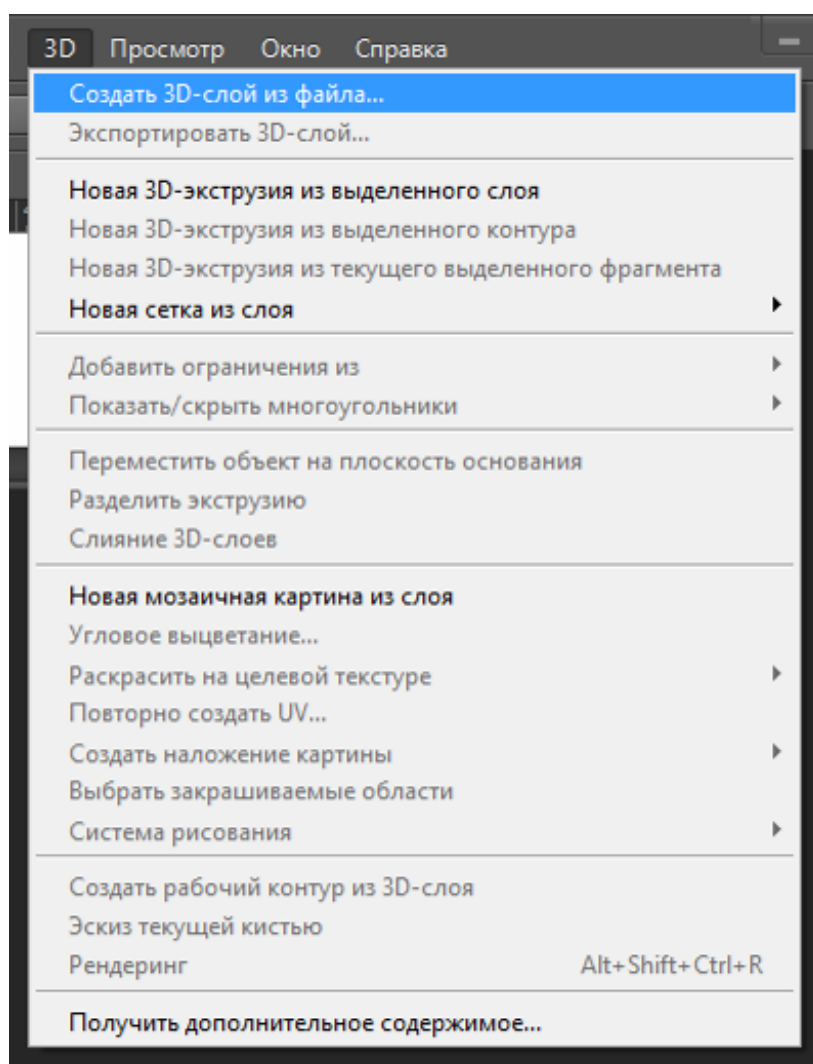 3D Просмотр Окно Справка
Создать 3D-слой из файла...
Экспортировать 3D-слой...
Новая 3D-экструзия из выделенного слоя
Новая 3D-экструзия из выделенного контура
Новая 3D-экструзия из текущего выделенного фрагмента
Новая сетка из слоя
Добавить ограничения из
Показать/скрыть многоугольники
Переместить объект на плоскость основания
Разделить экструзию
Слияние 3D-слоев
Новая мозаичная картина из слоя
Угловое выцветание...
Раскрасить на целевой текстуре
Повторно создать UV...
Создать наложение картины
Выбрать закрашиваемые области
Система рисования
Создать рабочий контур из 3D-слоя
Эскиз текущей кистью
Рендеринг Alt+Shift+Ctrl+R
Получить дополнительное содержимое...